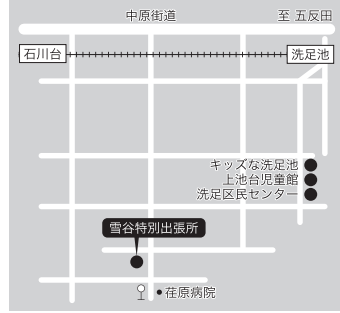 中原街道
至 五反田
石川台
洗足池
キッズな洗足池
上池台児童館
洗足区民センター
雪谷特別出張所
荏原病院